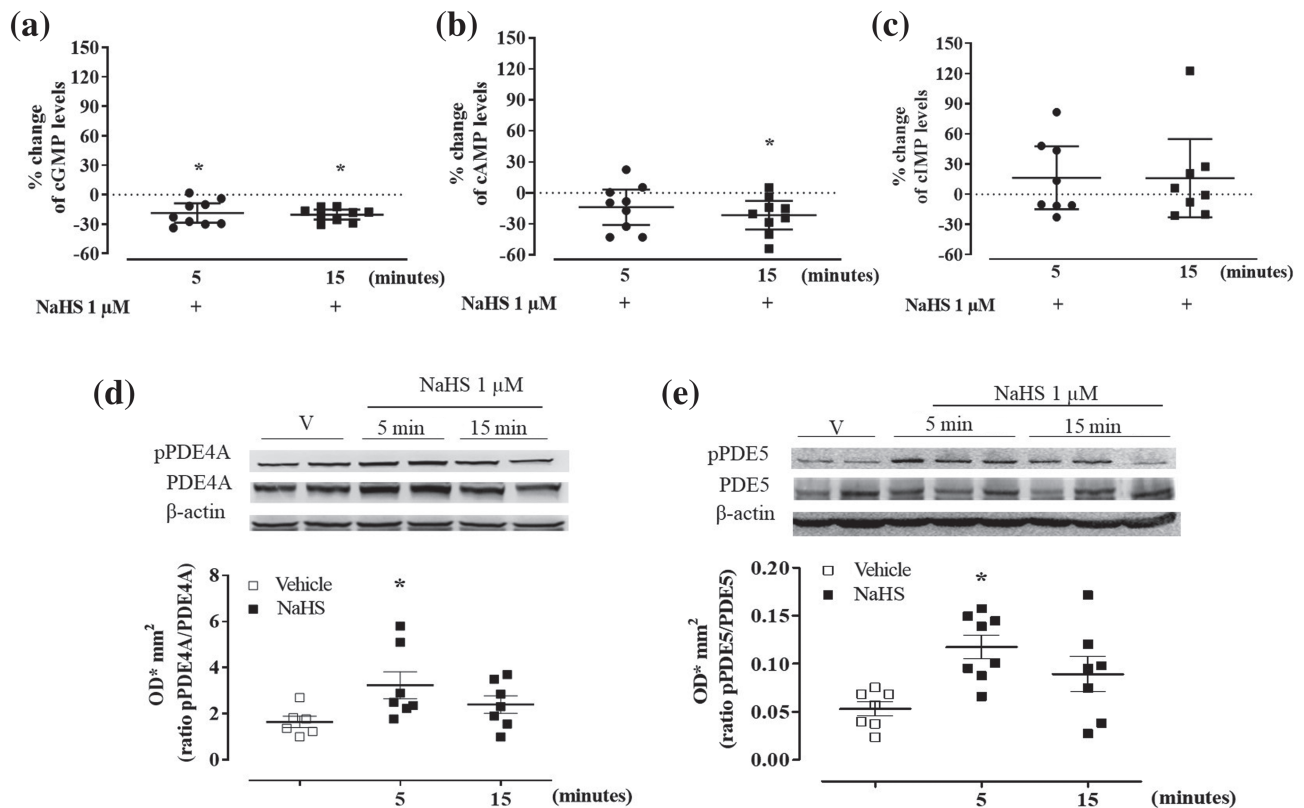 (a)
150
120
90
60
30
0
-30
-60
% change
of cGMP levels
*
*
5
15
(minutes)
NaHS 1 µM
+
+
(b)
150
120
90
60
30
0
-30
-60
% change
of cAMP levels
*
5
15
(minutes)
NaHS 1 µM
+
+
(c)
150
120
90
60
30
0
-30
-60
% change
of cIMP levels
5
15
(minutes)
NaHS 1 µM
+
+
(d)
NaHS 1 µM
V
5 min
15 min
pPDE4A
PDE4A
β-actin
8
6
4
2
0
OD* mm²
(ratio pPDE4A/PDE4A)
Vehicle
NaHS
*
5
15
(minutes)
(e)
NaHS 1 µM
V
5 min
15 min
pPDE5
PDE5
β-actin
0.20
0.15
0.10
0.05
0.00
OD* mm²
(ratio pPDE5/PDE5)
Vehicle
NaHS
*
5
15
(minutes)